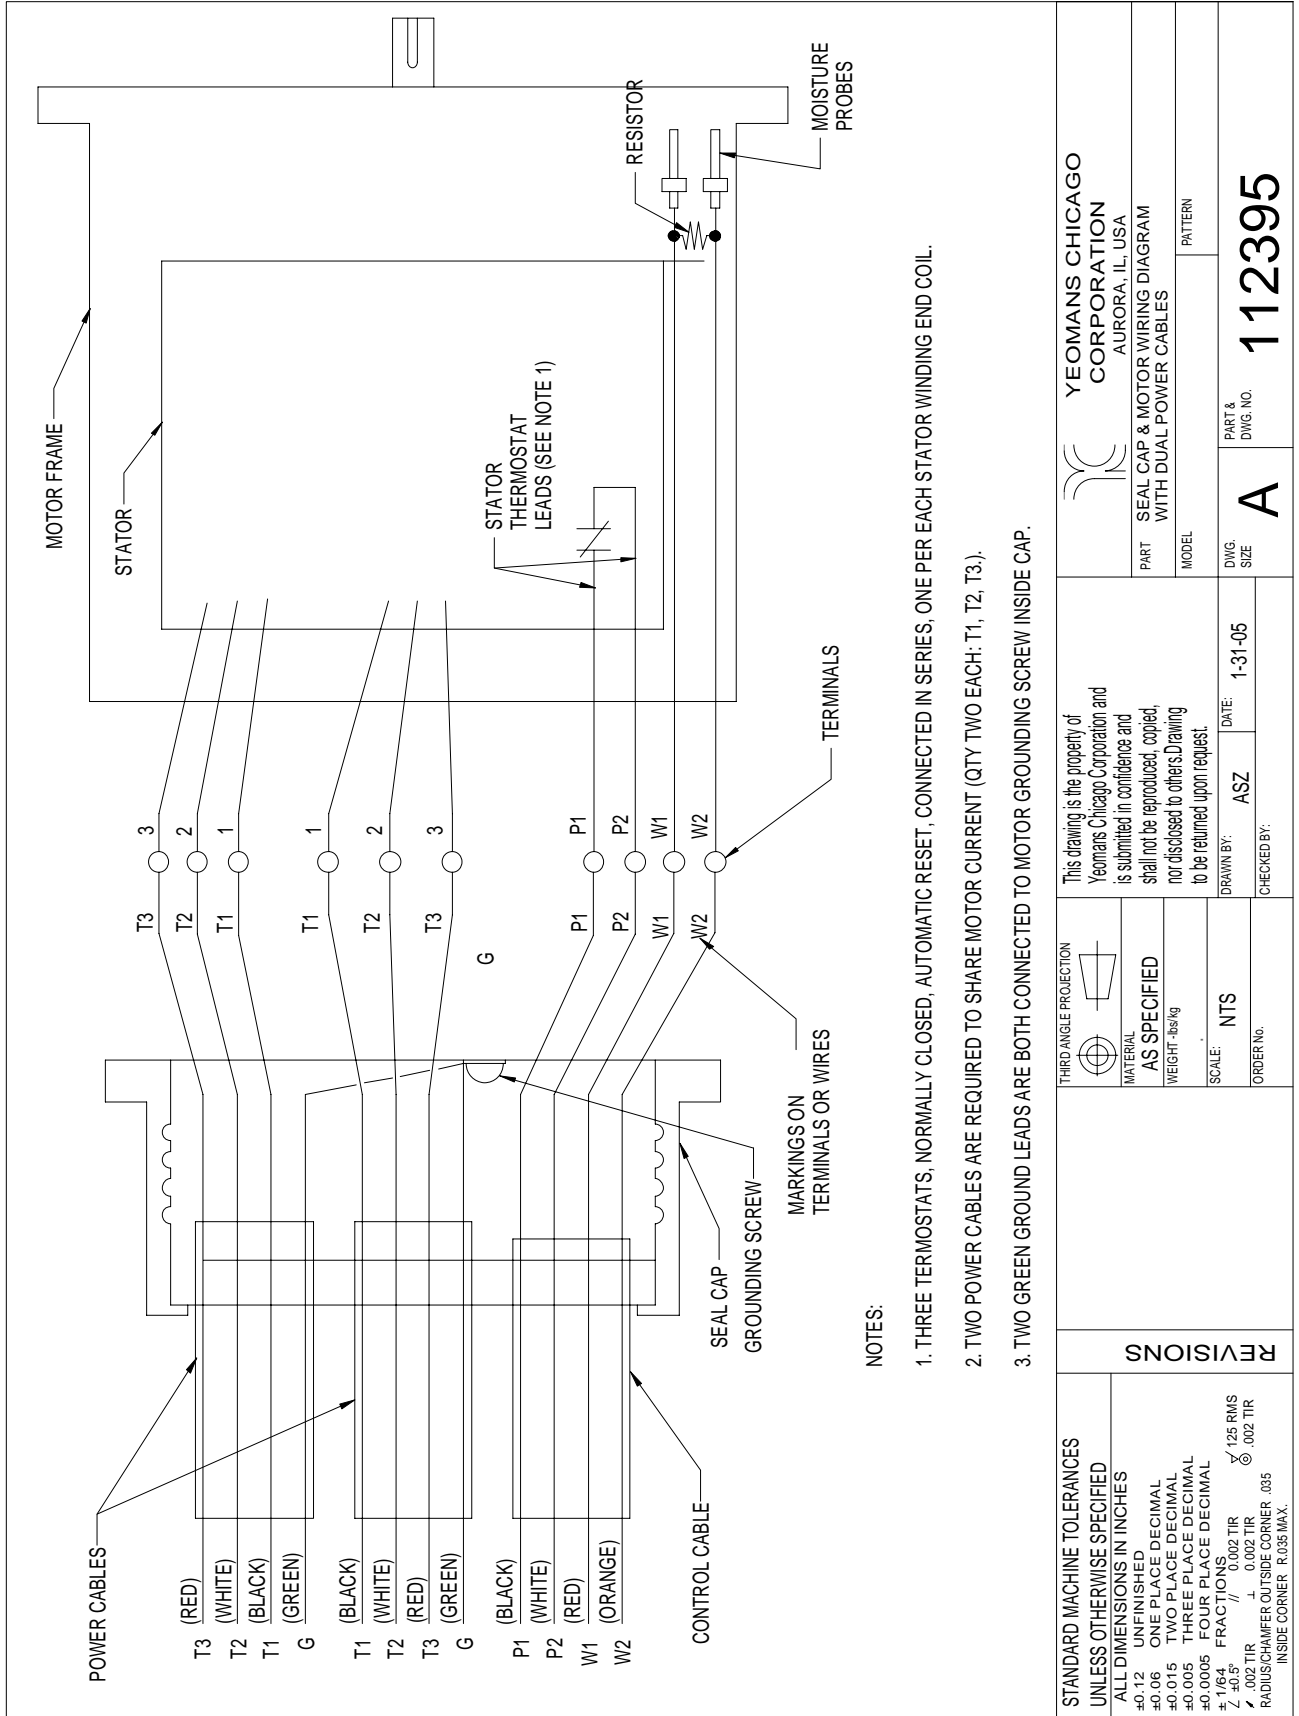 MOTOR FRAME
STATOR
STATOR
THERMOSTAT
LEADS (SEE NOTE 1)
RESISTOR
MOISTURE
PROBES
3
2
1
1
2
3
P1
P2
W1
W2
T3
T2
T1
T1
T2
T3
G
P1
P2
W1
W2
TERMINALS
MARKINGS ON
TERMINALS OR WIRES
SEAL CAP
GROUNDING SCREW
POWER CABLES
T3 (RED)
T2 (WHITE)
T1 (BLACK)
G (GREEN)
T1 (BLACK)
T2 (WHITE)
T3 (RED)
G (GREEN)
P1 (BLACK)
P2 (WHITE)
W1 (RED)
W2 (ORANGE)
CONTROL CABLE
NOTES:
1. THREE TERMOSTATS, NORMALLY CLOSED, AUTOMATIC RESET, CONNECTED IN SERIES, ONE PER EACH STATOR WINDING END COIL.
2. TWO POWER CABLES ARE REQUIRED TO SHARE MOTOR CURRENT (QTY TWO EACH: T1, T2, T3.).
3. TWO GREEN GROUND LEADS ARE BOTH CONNECTED TO MOTOR GROUNDING SCREW INSIDE CAP.
STANDARD MACHINE TOLERANCES
UNLESS OTHERWISE SPECIFIED
ALL DIMENSIONS IN INCHES
±0.12 UNFINISHED
±0.06 ONE PLACE DECIMAL
±0.015 TWO PLACE DECIMAL
±0.005 THREE PLACE DECIMAL
±0.0005 FOUR PLACE DECIMAL
± 1/64 FRACTIONS
∠ ±0.5° // 0.002 TIR 125 RMS
.002 TIR ⊥ 0.002 TIR ◎ .002 TIR
RADIUS/CHAMFER OUTSIDE CORNER .035
INSIDE CORNER R.035 MAX.
REVISIONS
THIRD ANGLE PROJECTION
MATERIAL
AS SPECIFIED
WEIGHT-lbs/kg
SCALE: NTS
ORDER No.
This drawing is the property of
Yeomans Chicago Corporation and
is submitted in confidence and
shall not be reproduced, copied,
not disclosed to others.Drawing
to be returned upon request.
DRAWN BY: ASZ
DATE: 1-31-05
CHECKED BY:
YEOMANS CHICAGO
CORPORATION
AURORA, IL, USA
PART SEAL CAP & MOTOR WIRING DIAGRAM
WITH DUAL POWER CABLES
MODEL
PATTERN
DWG.
SIZE
A
PART &
DWG. NO.
112395